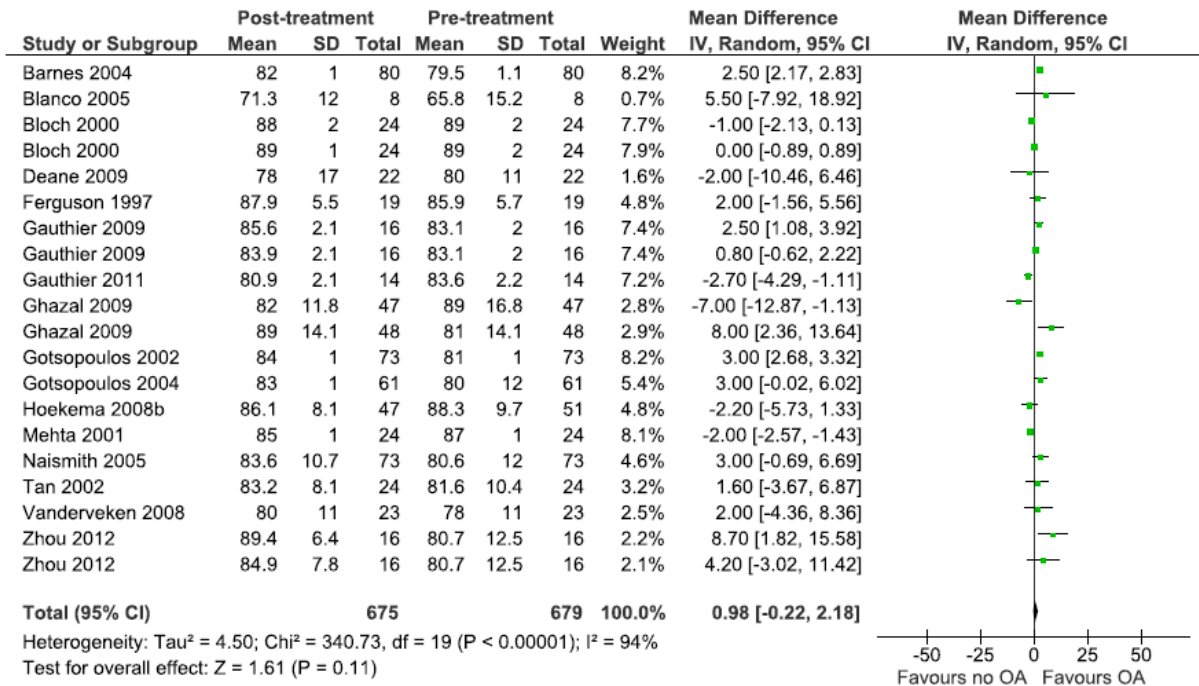 Post-treatment Pre-treatment Mean Difference Mean Difference
Study or Subgroup Mean SD Total Mean SD Total Weight IV, Random, 95% CI IV, Random, 95% CI
Barnes 2004 82 1 80 79.5 1.1 80 8.2% 2.50 [2.17, 2.83]
Blanco 2005 71.3 12 8 65.8 15.2 8 0.7% 5.50 [-7.92, 18.92]
Bloch 2000 88 2 24 89 2 24 7.7% -1.00 [-2.13, 0.13]
Bloch 2000 89 1 24 89 2 24 7.9% 0.00 [-0.89, 0.89]
Deane 2009 78 17 22 80 11 22 1.6% -2.00 [-10.46, 6.46]
Ferguson 1997 87.9 5.5 19 85.9 5.7 19 3.4% 2.00 [-1.56, 5.56]
Gauthier 2009 85.6 2.1 16 83.1 2 16 7.4% 2.50 [1.08, 3.92]
Gauthier 2009 83.9 2.1 16 83.1 2 16 7.4% 0.80 [-0.62, 2.22]
Gauthier 2011 80.9 2.1 14 83.6 2.2 14 7.2% -2.70 [-4.29, -1.11]
Ghazal 2009 82 11.8 47 89 16.8 47 2.8% -7.00 [-12.87, -1.13]
Ghazal 2009 89 14.1 48 81 14.1 48 2.9% 8.00 [2.36, 13.64]
Gotsopoulos 2002 84 1 73 81 1 73 8.2% 3.00 [2.68, 3.32]
Gotsopoulos 2004 83 1 61 80 12 61 5.4% 3.00 [-0.02, 6.02]
Hoekema 2008b 86.1 8.1 47 88.3 9.7 51 4.8% -2.20 [-5.73, 1.33]
Mehta 2001 85 1 24 87 1 24 8.1% -2.00 [-2.57, -1.43]
Naismith 2005 83.6 10.7 73 80.6 12 73 4.6% 3.00 [-0.69, 6.69]
Tan 2002 83.2 8.1 24 81.6 10.4 24 3.2% 1.60 [-3.67, 6.87]
Vanderveken 2008 80 11 23 78 11 23 2.5% 2.00 [-4.36, 8.36]
Zhou 2012 89.4 6.4 16 80.7 12.5 16 2.2% 8.70 [1.82, 15.58]
Zhou 2012 84.9 7.8 16 80.7 12.5 16 2.1% 4.20 [-3.02, 11.42]
Total (95% CI) 675 679 100.0% 0.98 [-0.22, 2.18]
Heterogeneity: Tau² = 4.50; Chi² = 340.73, df = 19 (P < 0.00001); I² = 94%
Test for overall effect: Z = 1.61 (P = 0.11)
-50 -25 0 25 50
Favours no OA Favours OA